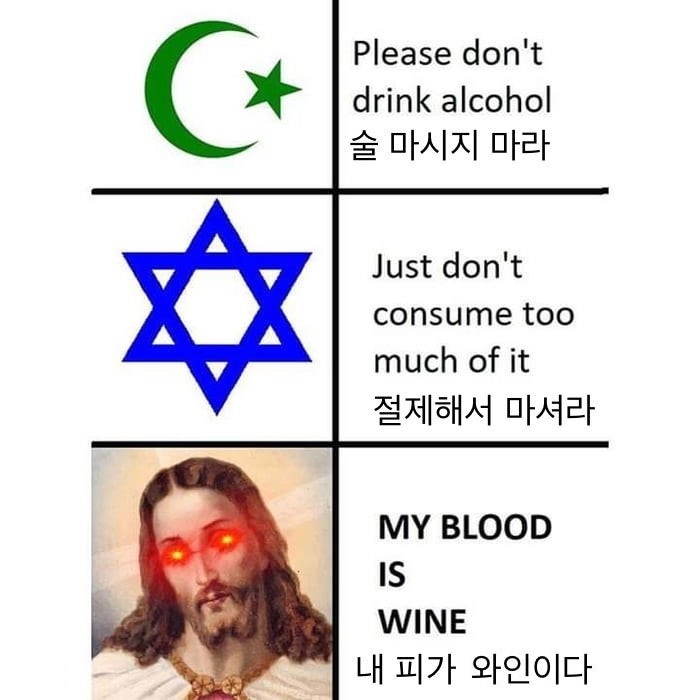 Please don't
drink alcohol
술 마시지 마라
Just don't
consume too
much of it
절제해서 마셔라
MY BLOOD
IS
WINE
내 피가 와인이다